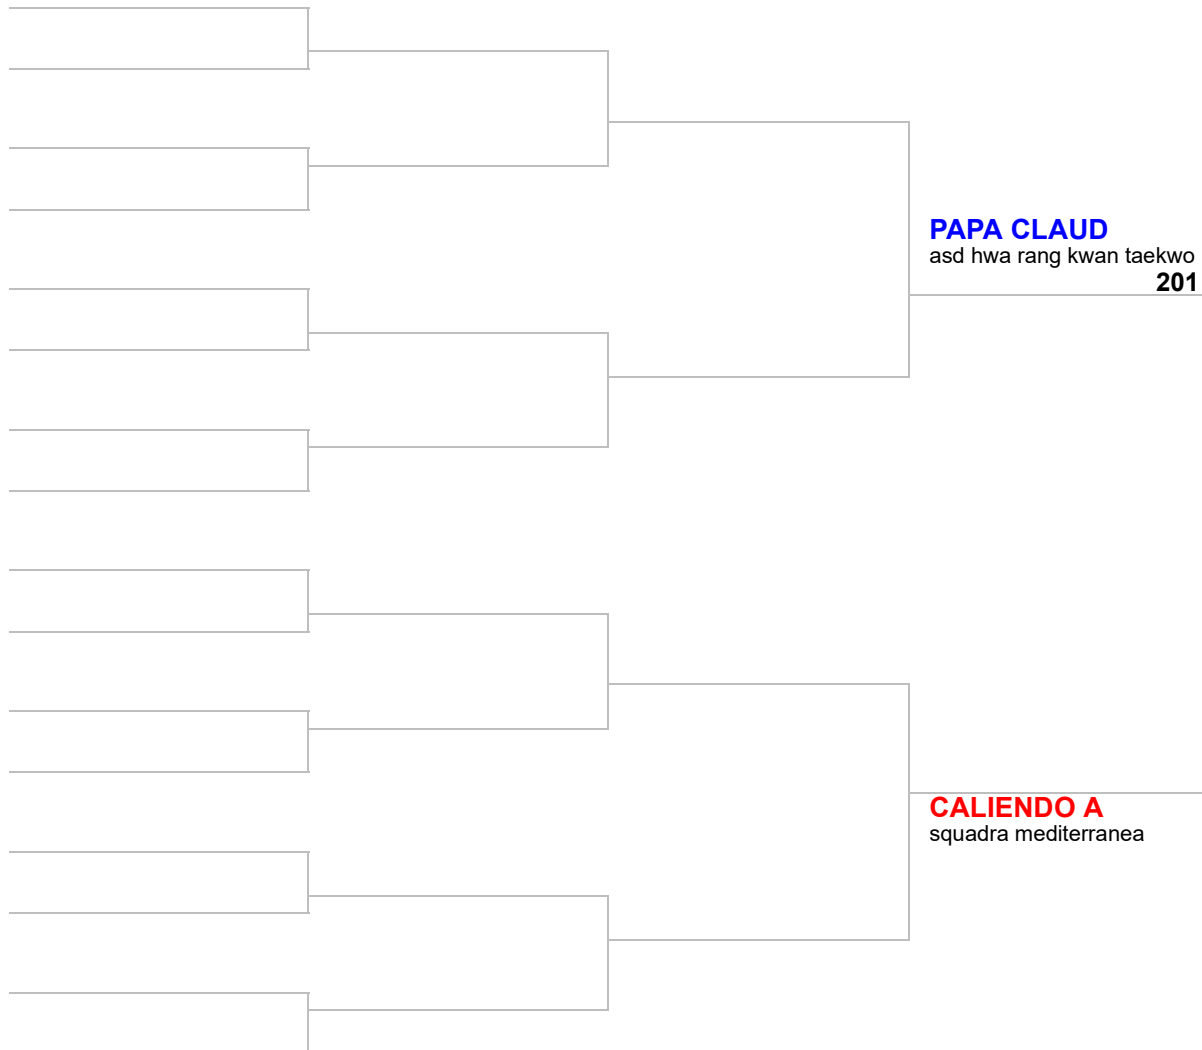 PAPA CLAUD
asd hwa rang kwan taekwo
201
CALIENDO A
squadra mediterranea